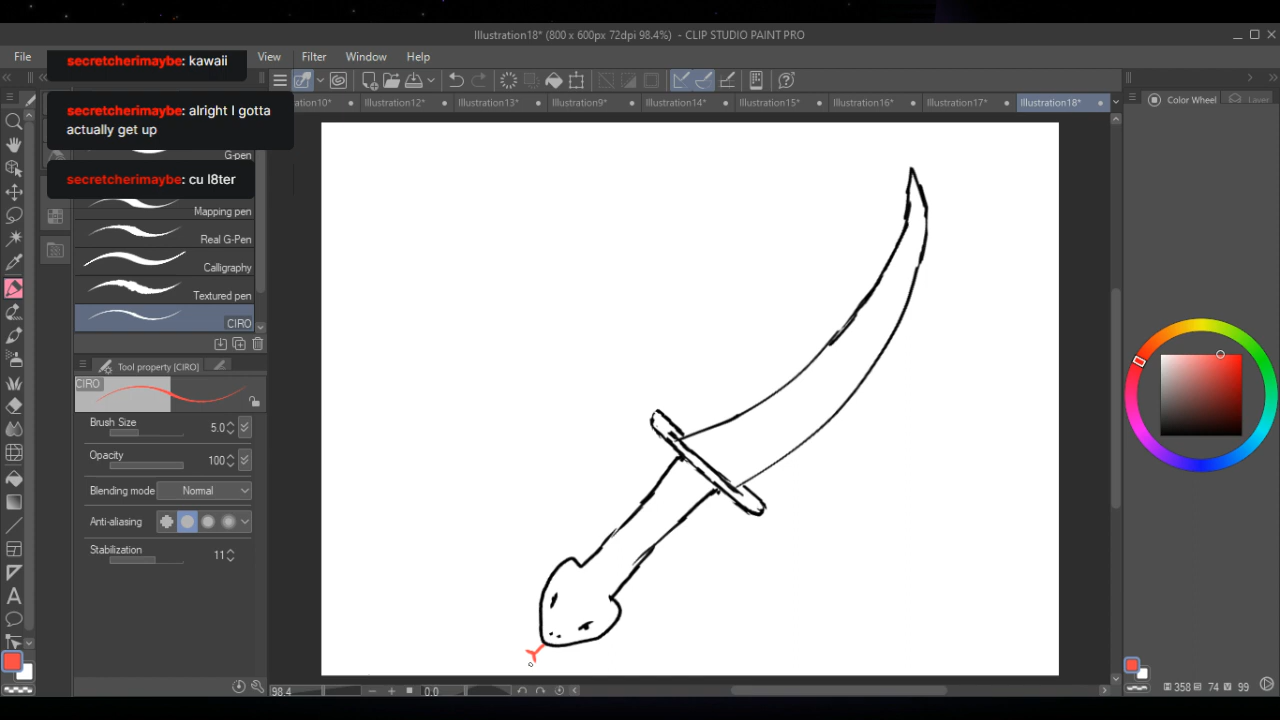 Illustration18* (800 x 600px 72dpi 98.4%) - CLIP STUDIO PAINT PRO
File View Filter Window Help
secretcherimaybe: kawaii
secretcherimaybe: alright I gotta
actually get up
secretcherimaybe: cu l8ter
Illustration12* Illustration13* Illustration9* Illustration14* Illustration15* Illustration16* Illustration17* Illustration18*
Color Wheel Layer
G-pen
Mapping pen
Real G-Pen
Calligraphy
Textured pen
CIRO
Tool property [CIRO]
CIRO
Brush Size 5.0
Opacity 100
Blending mode Normal
Anti-aliasing
Stabilization 11
98.4 0.0
358 74 99